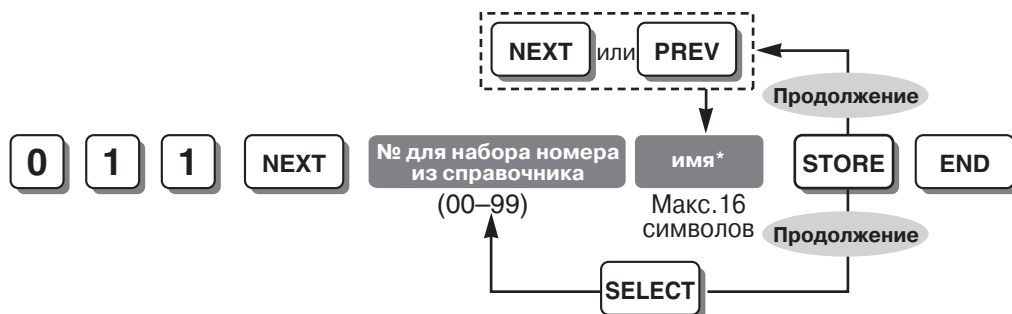 NEXT или PREV
Продолжение
0 1 1 NEXT № для набора номера из справочника имя* STORE END
(00–99) Макс.16 символов
Продолжение
SELECT